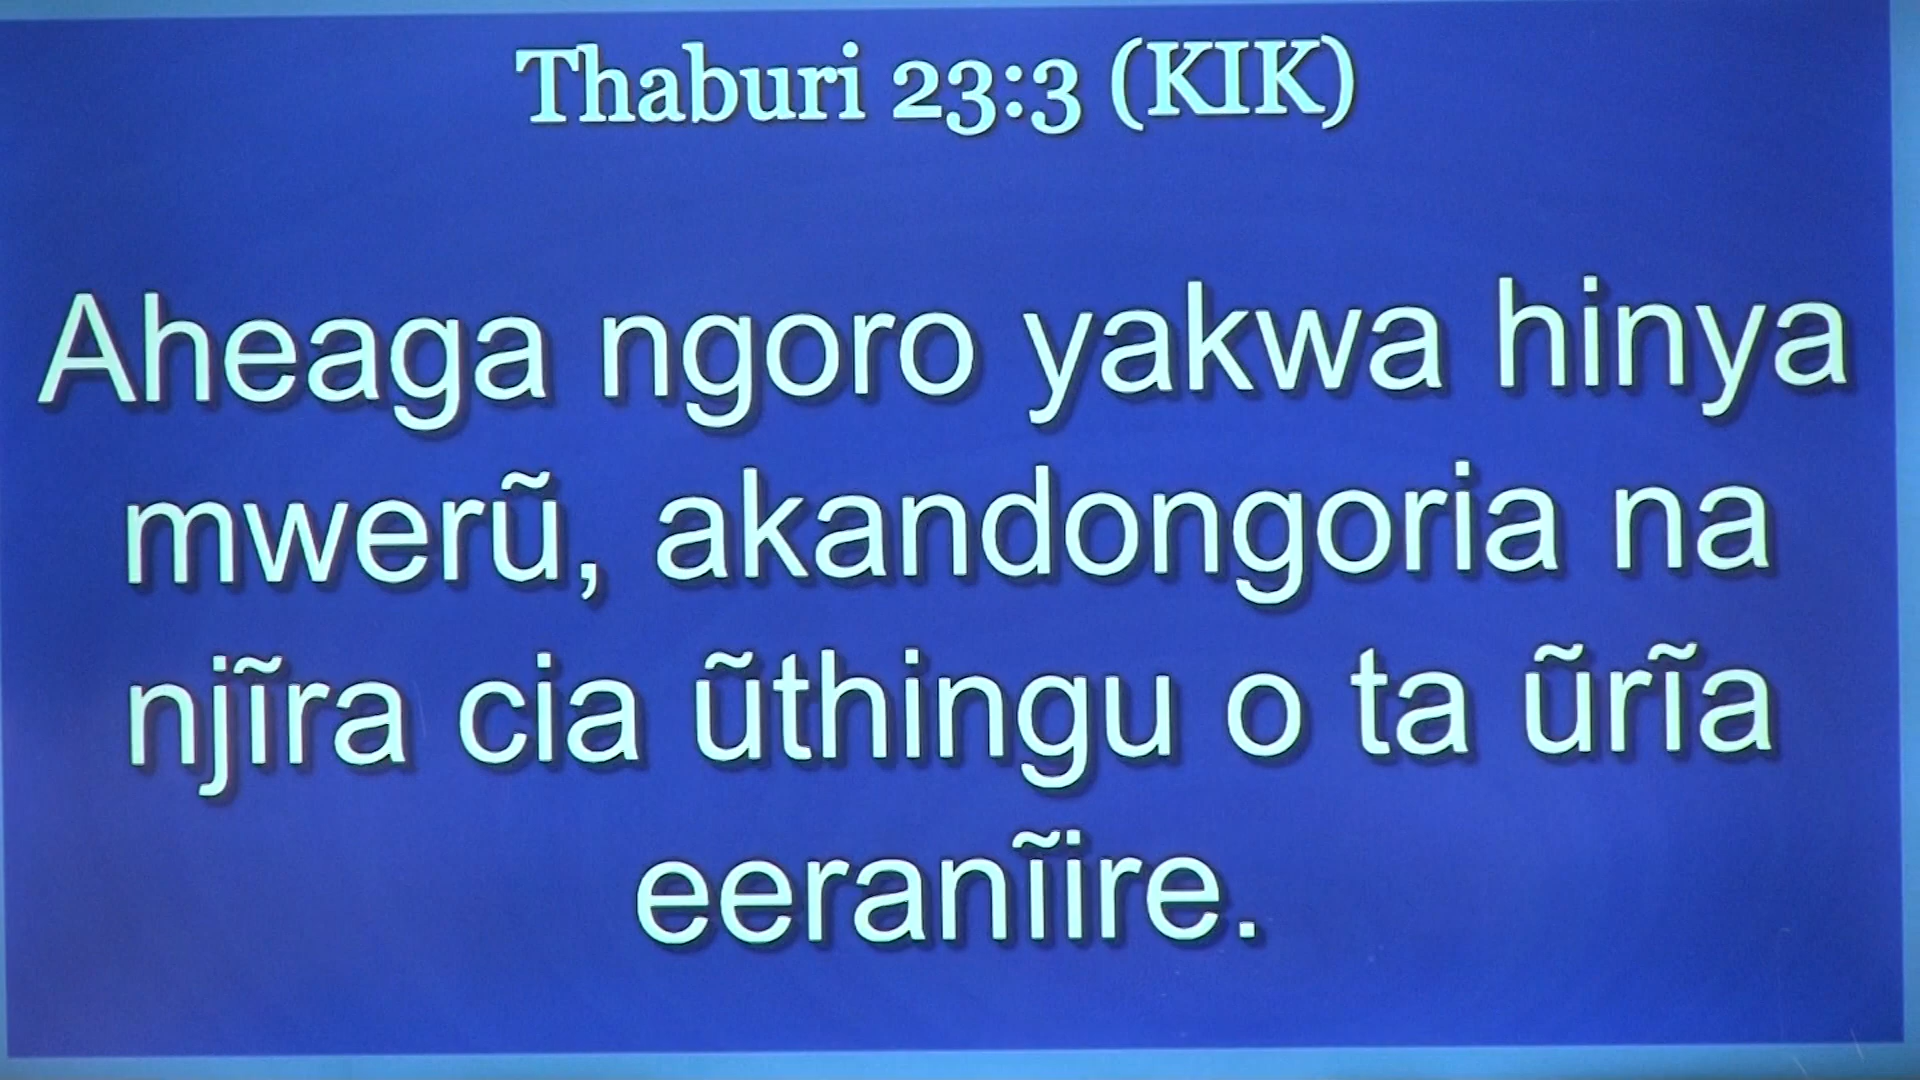 Thaburi 23:3 (KIK)
Aheaga ngoro yakwa hinya
mwerũ, akandongoria na
njĩra cia ũthingu o ta ũrĩa
eeranĩire.